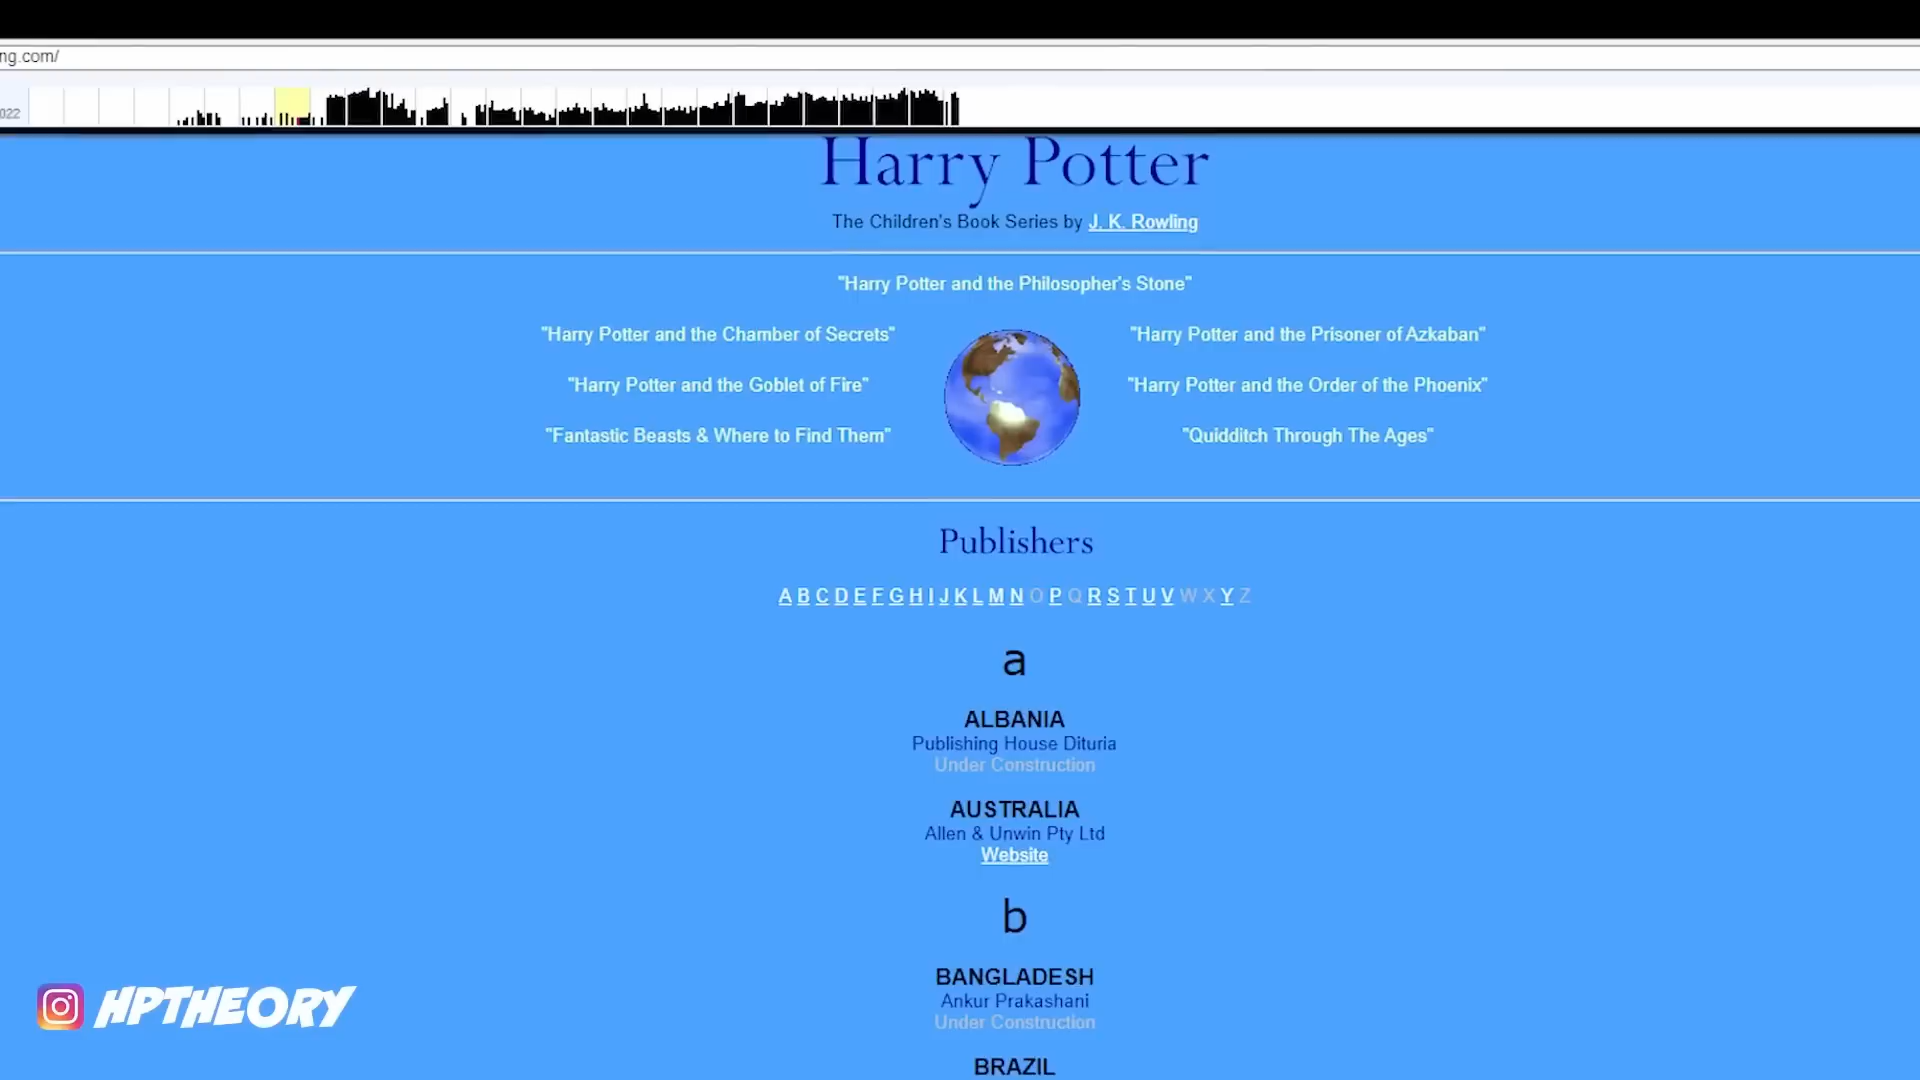 ng.com/
022
Harry Potter
The Children's Book Series by J. K. Rowling
"Harry Potter and the Philosopher's Stone"
"Harry Potter and the Chamber of Secrets"
"Harry Potter and the Prisoner of Azkaban"
"Harry Potter and the Goblet of Fire"
"Harry Potter and the Order of the Phoenix"
"Fantastic Beasts & Where to Find Them"
"Quidditch Through The Ages"
Publishers
A B C D E F G H I J K L M N O P Q R S T U V W X Y Z
a
ALBANIA
Publishing House Dituria
Under Construction
AUSTRALIA
Allen & Unwin Pty Ltd
Website
b
BANGLADESH
Ankur Prakashani
Under Construction
BRAZIL
HPTHEORY